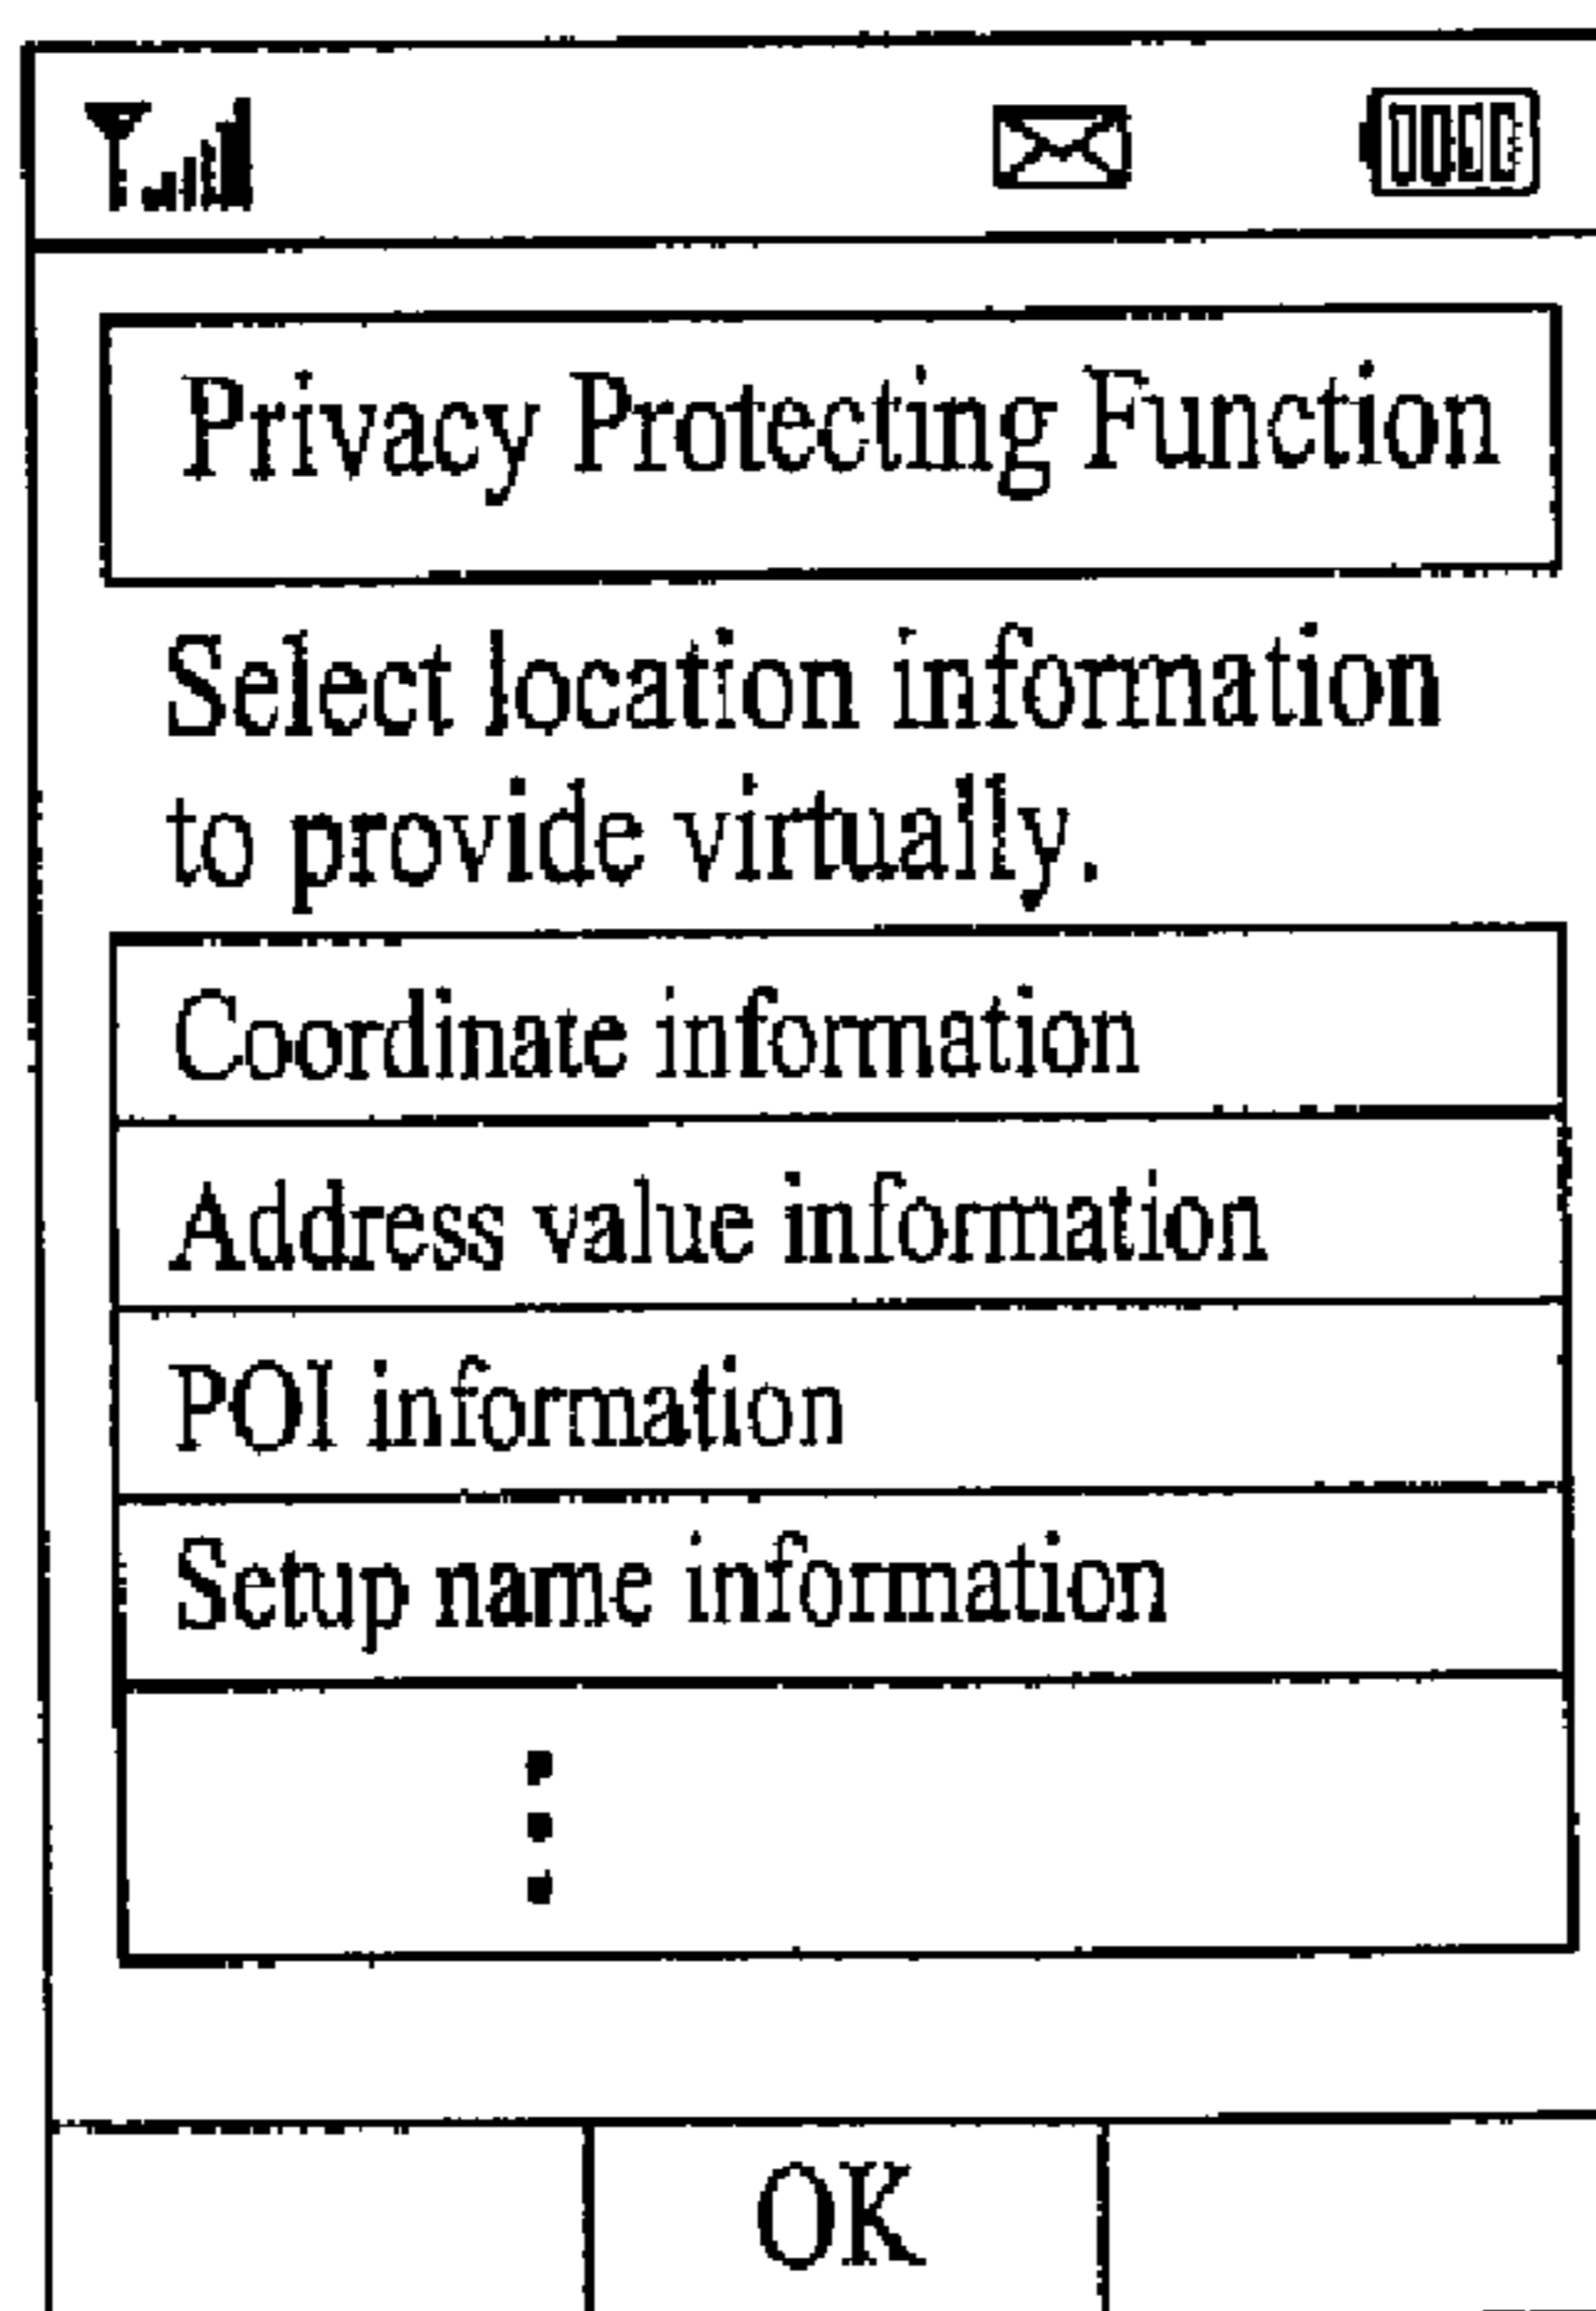 Privacy Protecting Function
Select location information
to provide virtually.
Coordinate information
Address value information
POI information
Setup name information
OK